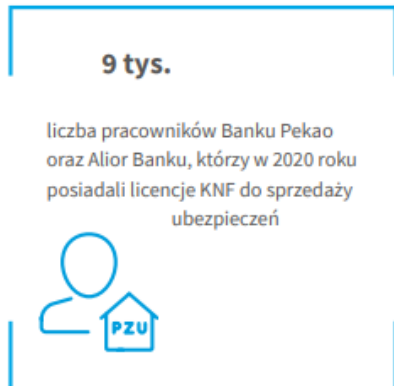 9 tys.
liczba pracowników Banku Pekao
oraz Alior Banku, którzy w 2020 roku
posiadali licencje KNF do sprzedaży
ubezpieczeń
PZU